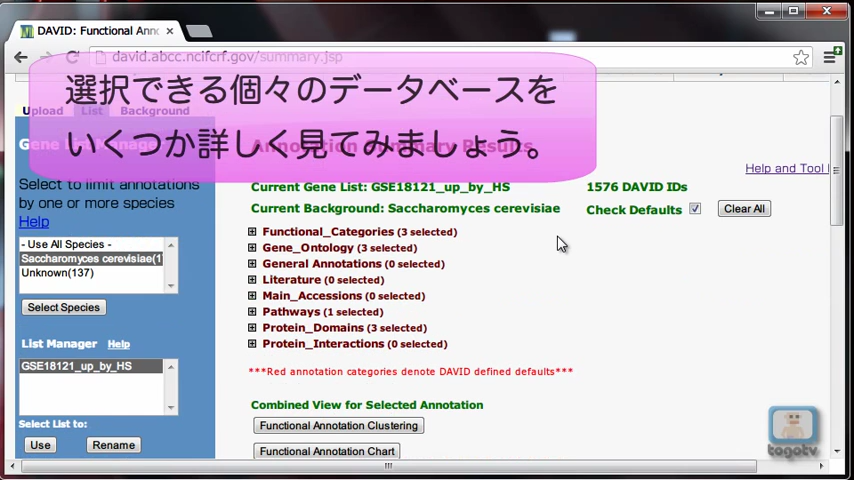 DAVID: Functional Ann
david.abcc.ncifcrf.gov/summary.jsp
選択できる個々のデータベースを
いくつか詳しく見てみましょう。
Upload List Background
Gene List Manager
Annotation Summary Results
Select to limit annotations
by one or more species
Help
- Use All Species -
Saccharomyces cerevisiae(1
Unknown(137)
Select Species
List Manager Help
GSE18121_up_by_HS
Select List to:
Use Rename
Help and Tool
Current Gene List: GSE18121_up_by_HS 1576 DAVID IDs
Current Background: Saccharomyces cerevisiae Check Defaults Clear All
Functional_Categories (3 selected)
Gene_Ontology (3 selected)
General Annotations (0 selected)
Literature (0 selected)
Main_Accessions (0 selected)
Pathways (1 selected)
Protein_Domains (3 selected)
Protein_Interactions (0 selected)
***Red annotation categories denote DAVID defined defaults***
Combined View for Selected Annotation
Functional Annotation Clustering
Functional Annotation Chart
togotv